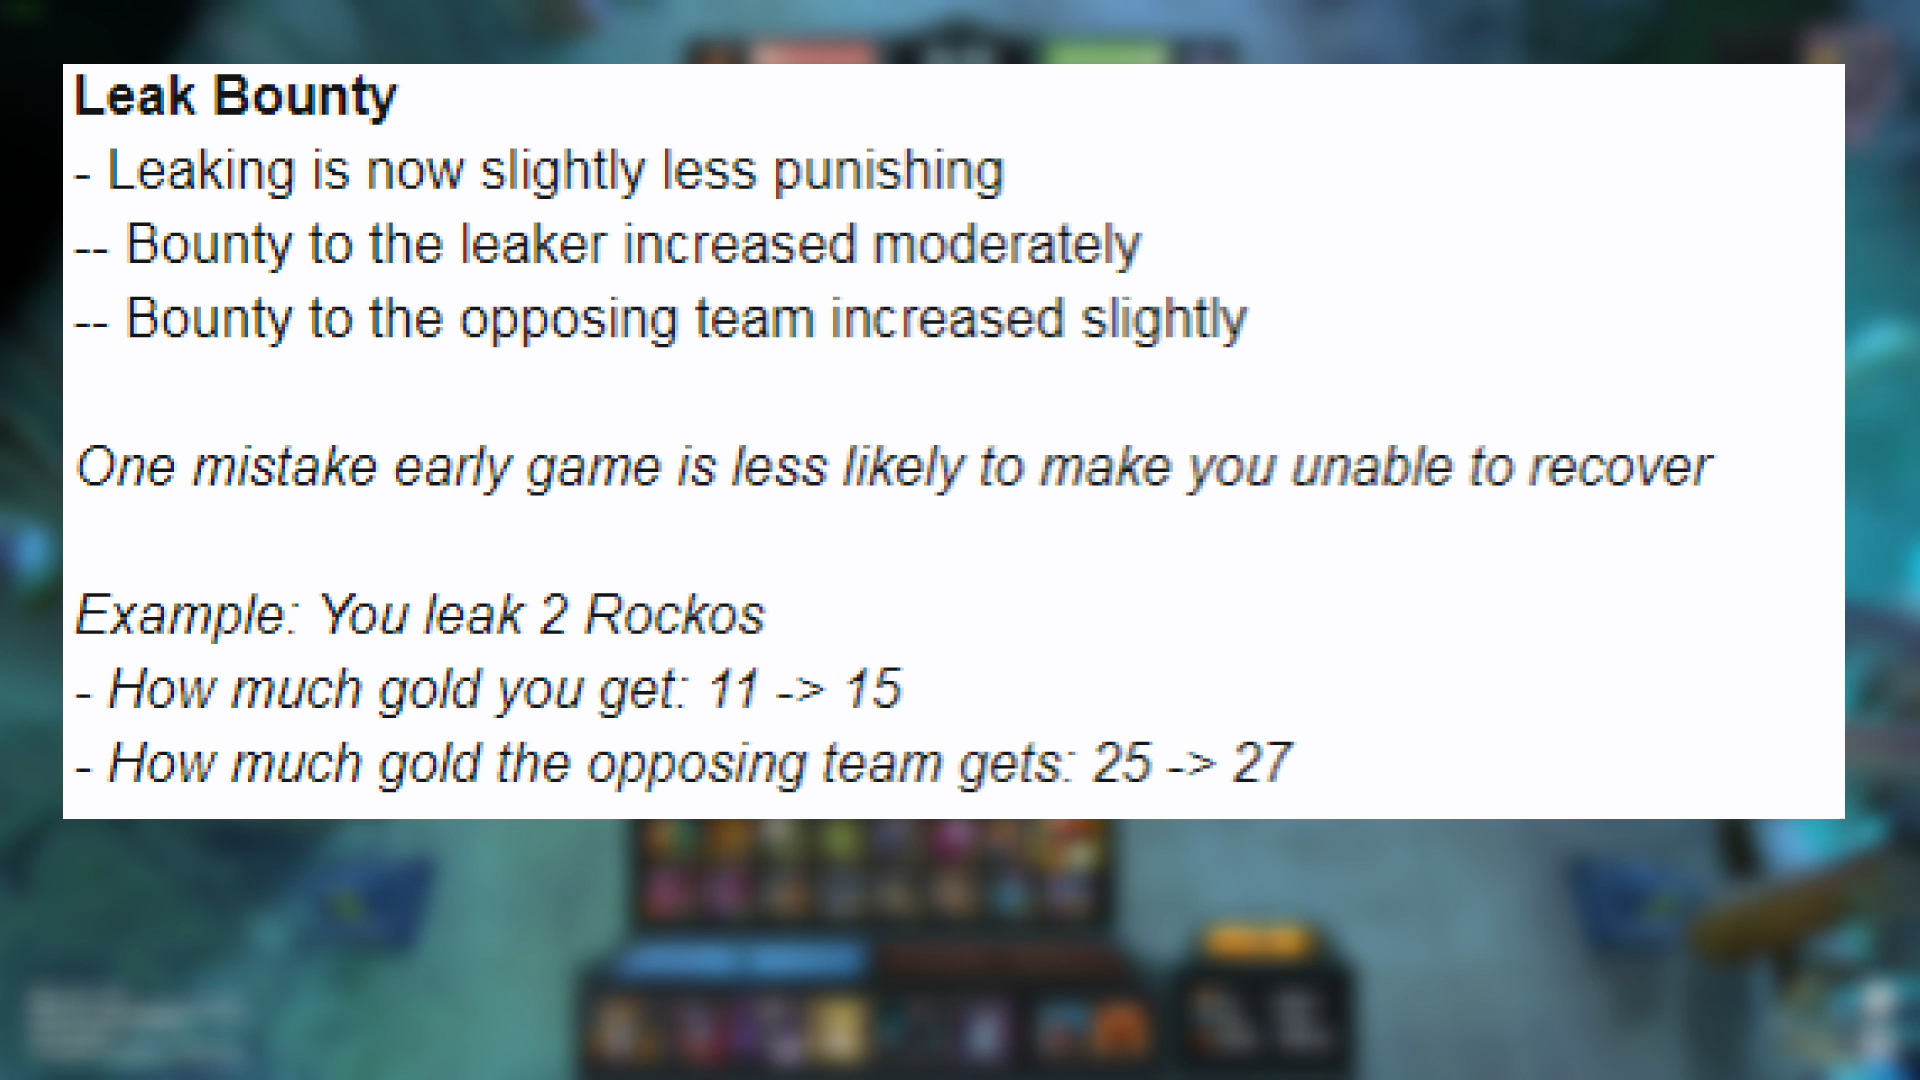 Leak Bounty
- Leaking is now slightly less punishing
-- Bounty to the leaker increased moderately
-- Bounty to the opposing team increased slightly
One mistake early game is less likely to make you unable to recover
Example: You leak 2 Rockos
- How much gold you get: 11 -> 15
- How much gold the opposing team gets: 25 -> 27